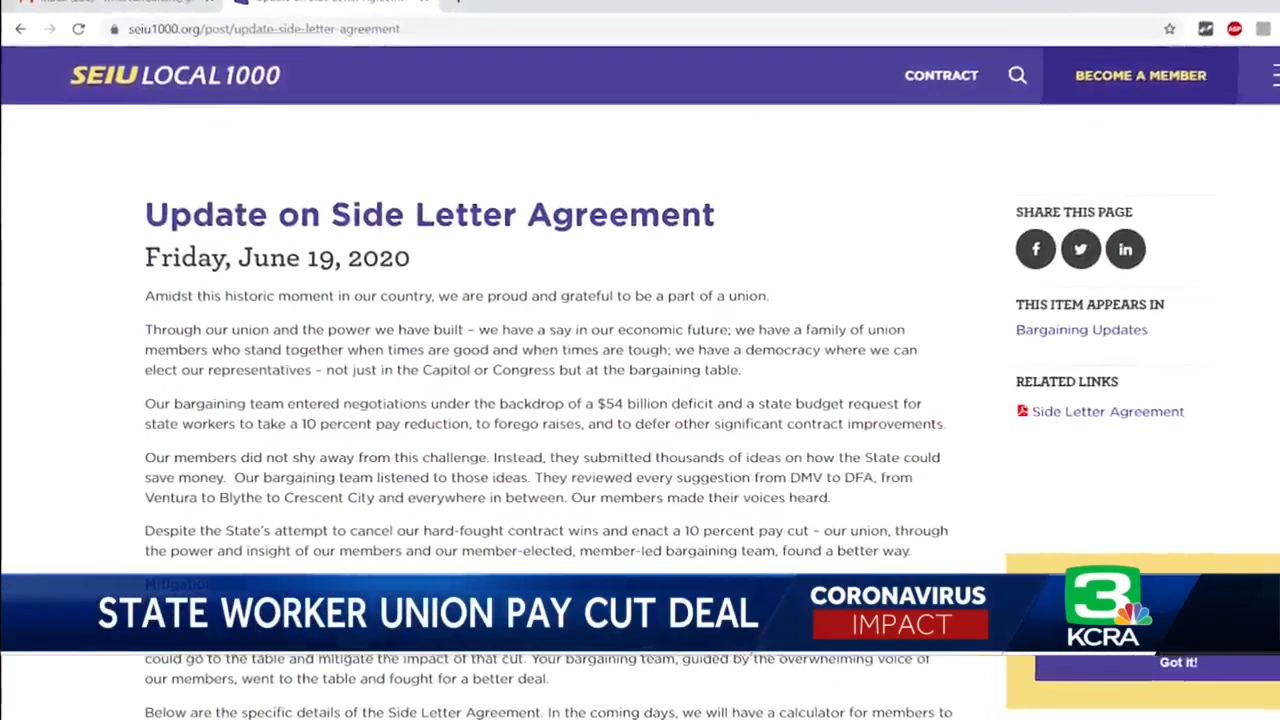 seiu1000.org/post/update-side-letter-agreement
ABP
SEIU LOCAL 1000
CONTRACT
BECOME A MEMBER
Update on Side Letter Agreement
Friday, June 19, 2020
Amidst this historic moment in our country, we are proud and grateful to be a part of a union.
Through our union and the power we have built – we have a say in our economic future; we have a family of union
members who stand together when times are good and when times are tough; we have a democracy where we can
elect our representatives – not just in the Capitol or Congress but at the bargaining table.
Our bargaining team entered negotiations under the backdrop of a $54 billion deficit and a state budget request for
state workers to take a 10 percent pay reduction, to forego raises, and to defer other significant contract improvements.
Our members did not shy away from this challenge. Instead, they submitted thousands of ideas on how the State could
save money. Our bargaining team listened to those ideas. They reviewed every suggestion from DMV to DFA, from
Ventura to Blythe to Crescent City and everywhere in between. Our members made their voices heard.
Despite the State's attempt to cancel our hard-fought contract wins and enact a 10 percent pay cut – our union, through
the power and insight of our members and our member-elected, member-led bargaining team, found a better way.
Mitigation
could go to the table and mitigate the impact of that cut. Your bargaining team, guided by the overwhelming voice of
our members, went to the table and fought for a better deal.
Below are the specific details of the Side Letter Agreement. In the coming days, we will have a calculator for members to
SHARE THIS PAGE
f
in
THIS ITEM APPEARS IN
Bargaining Updates
RELATED LINKS
Side Letter Agreement
Got it!
STATE WORKER UNION PAY CUT DEAL
CORONAVIRUS
IMPACT
3
KCRA